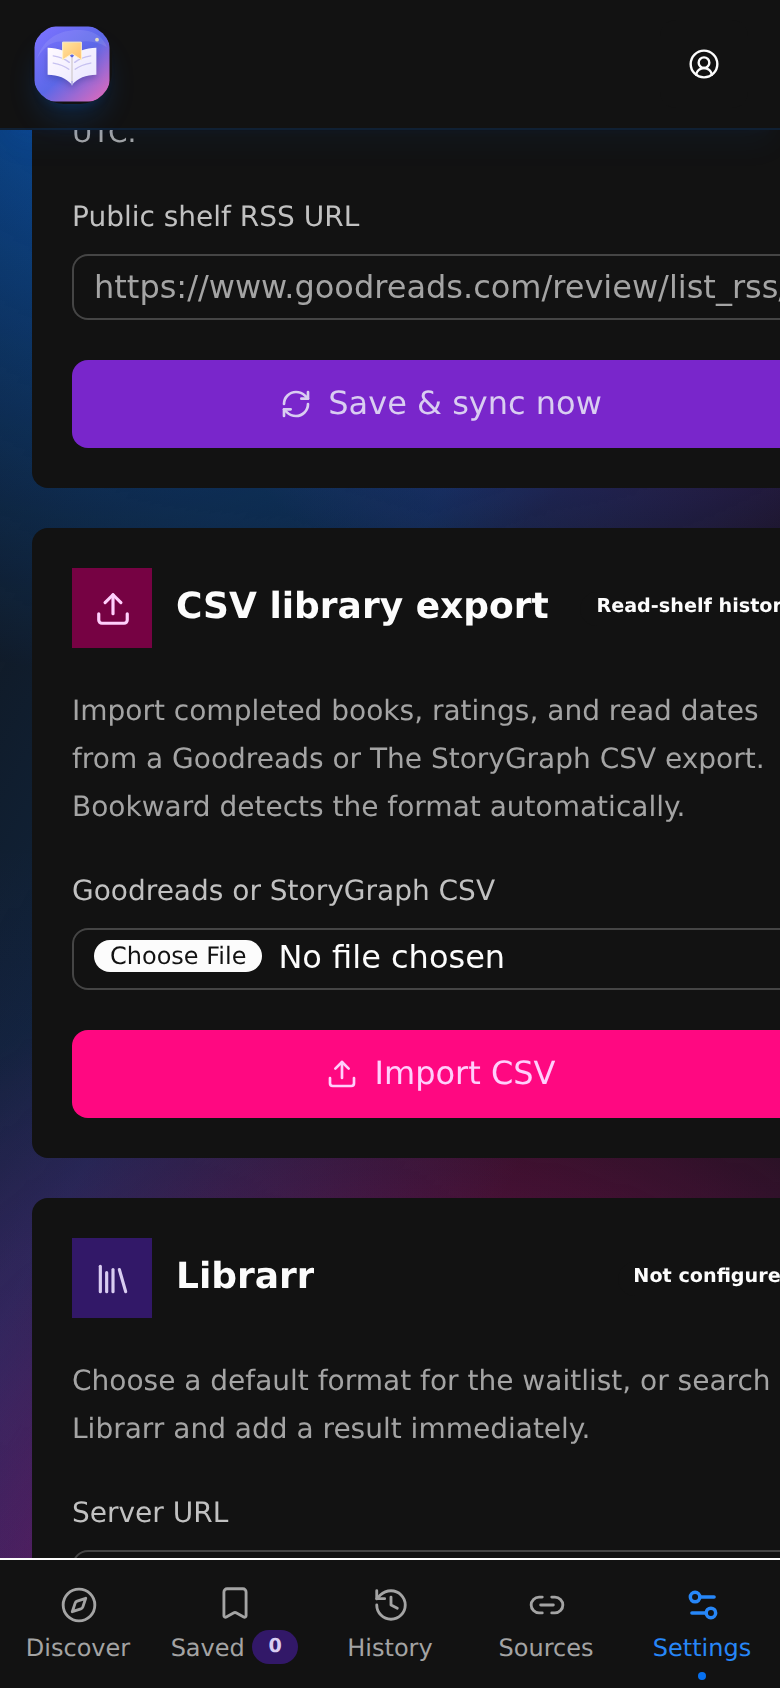 UTC.
Public shelf RSS URL
https://www.goodreads.com/review/list_rss/
Save & sync now
CSV library export
Read-shelf histor
Import completed books, ratings, and read dates
from a Goodreads or The StoryGraph CSV export.
Bookward detects the format automatically.
Goodreads or StoryGraph CSV
Choose File No file chosen
Import CSV
Librarr
Not configure
Choose a default format for the waitlist, or search
Librarr and add a result immediately.
Server URL
Discover
Saved 0
History
Sources
Settings